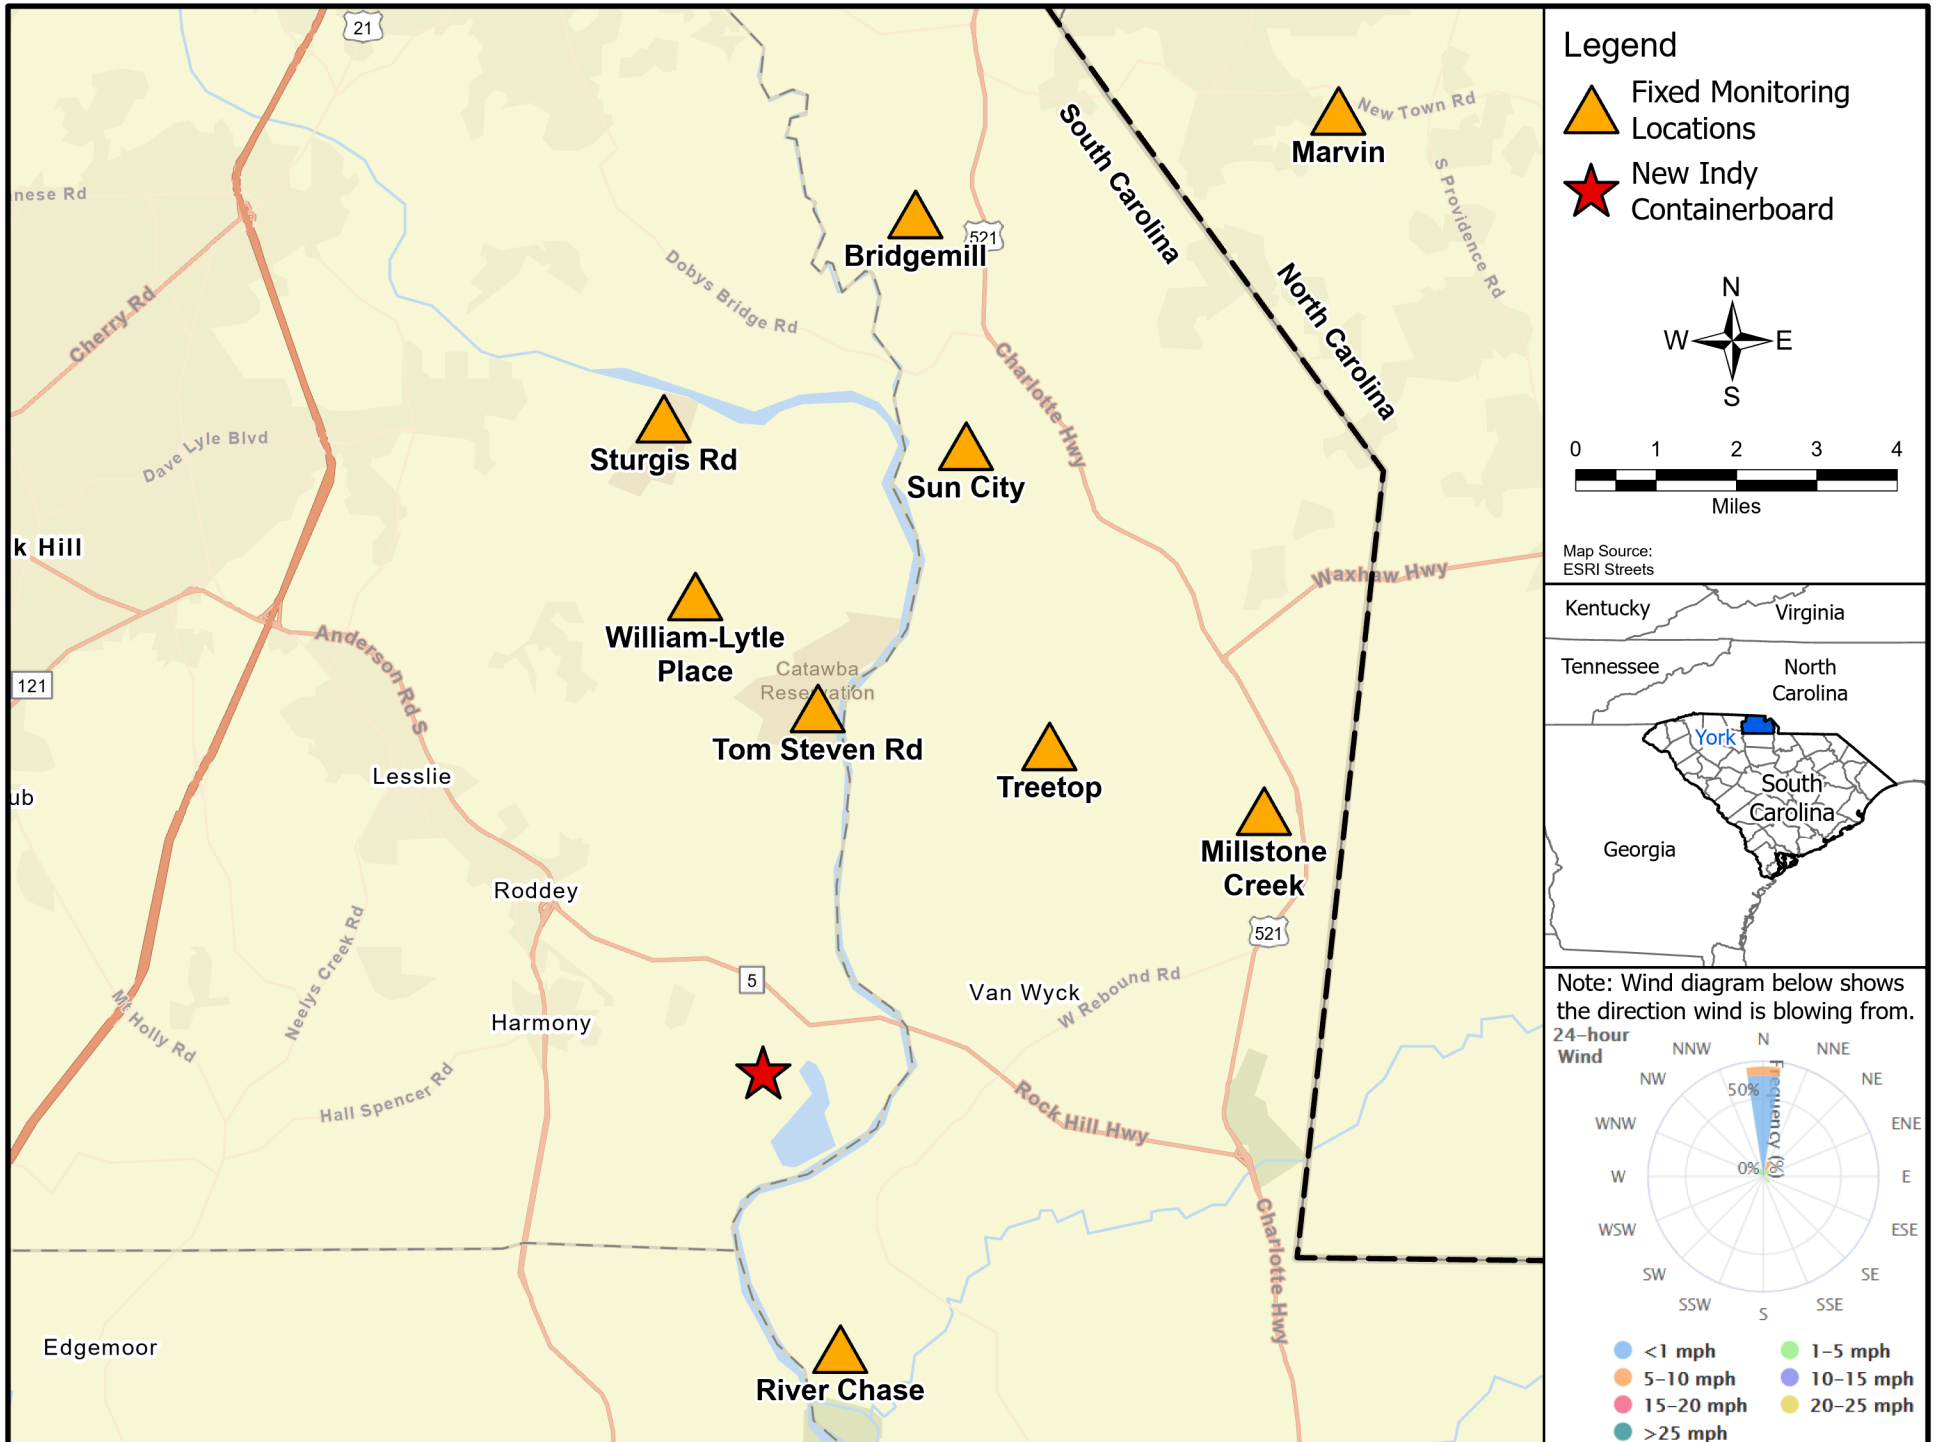 21
Marvin
New Town Rd
South Carolina
nese Rd
S Providence Rd
Bridgemill
521
Dobys Bridge Rd
North Carolina
Cherry Rd
Charlotte Hwy
Dave Lyle Blvd
Sturgis Rd
Sun City
k Hill
Waxhaw Hwy
William-Lytle
Place
Anderson Rd S
Catawba
Reservation
121
Tom Steven Rd
Treetop
Lesslie
ub
Millstone
Creek
Roddey
521
Neelys Creek Rd
5
Van Wyck
W Rebound Rd
Mt Holly Rd
Harmony
Hall Spencer Rd
Rock Hill Hwy
Charlotte Hwy
Edgemoor
River Chase
Legend
Fixed Monitoring
Locations
New Indy
Containerboard
N
W E
S
0 1 2 3 4
Miles
Map Source:
ESRI Streets
Kentucky
Virginia
Tennessee
North
Carolina
York
South
Carolina
Georgia
Note: Wind diagram below shows
the direction wind is blowing from.
24-hour
Wind
N
NNW
NNE
NW
NE
50%
Frequency (%)
WNW
ENE
0%
W
E
WSW
ESE
SW
SE
SSW
SSE
S
<1 mph
1-5 mph
5-10 mph
10-15 mph
15-20 mph
20-25 mph
>25 mph